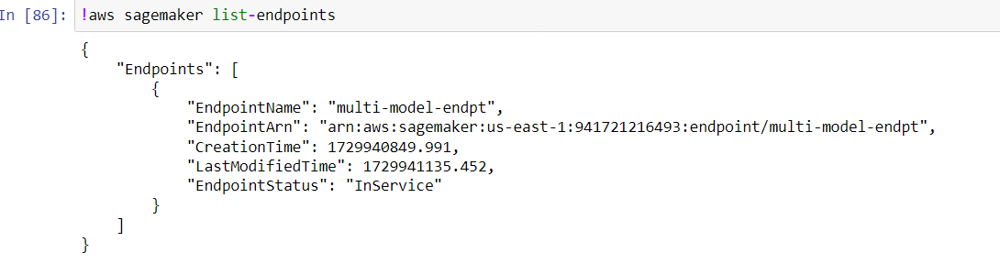 In [86]: !aws sagemaker list-endpoints
{
    "Endpoints": [
        {
            "EndpointName": "multi-model-endpt",
            "EndpointArn": "arn:aws:sagemaker:us-east-1:941721216493:endpoint/multi-model-endpt",
            "CreationTime": 1729940849.991,
            "LastModifiedTime": 1729941135.452,
            "EndpointStatus": "InService"
        }
    ]
}